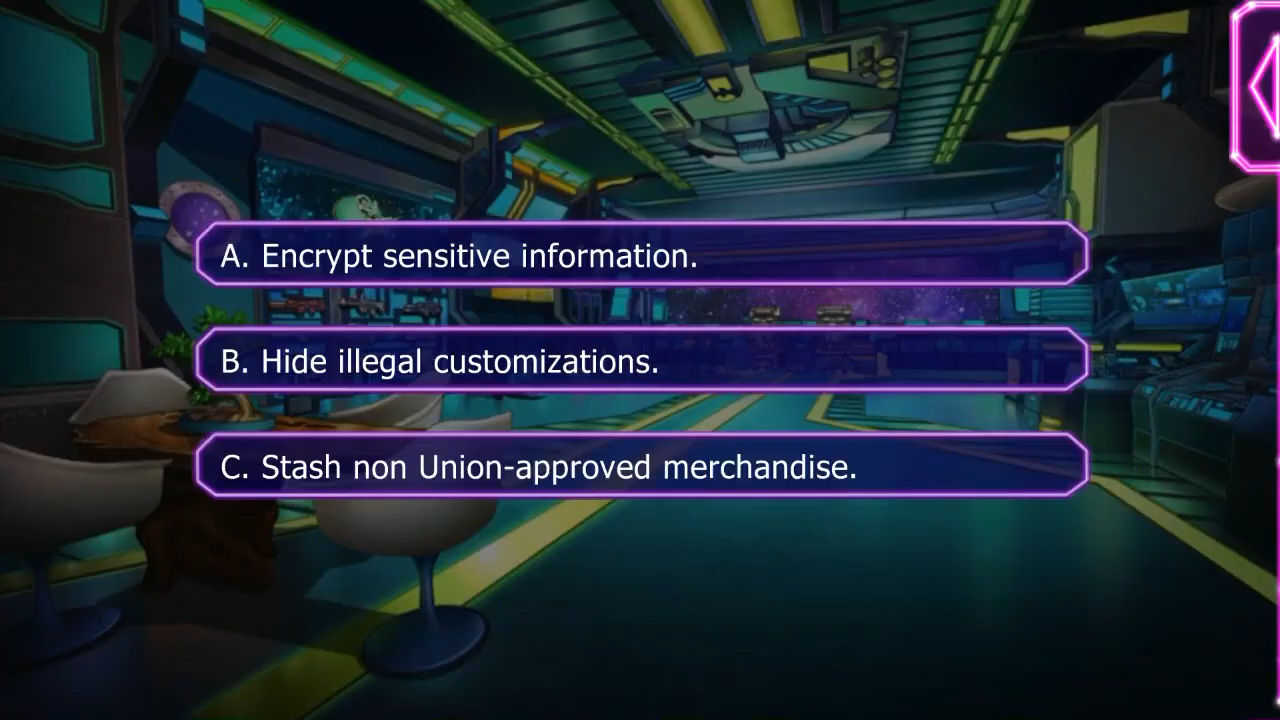 A. Encrypt sensitive information.
B. Hide illegal customizations.
C. Stash non Union-approved merchandise.